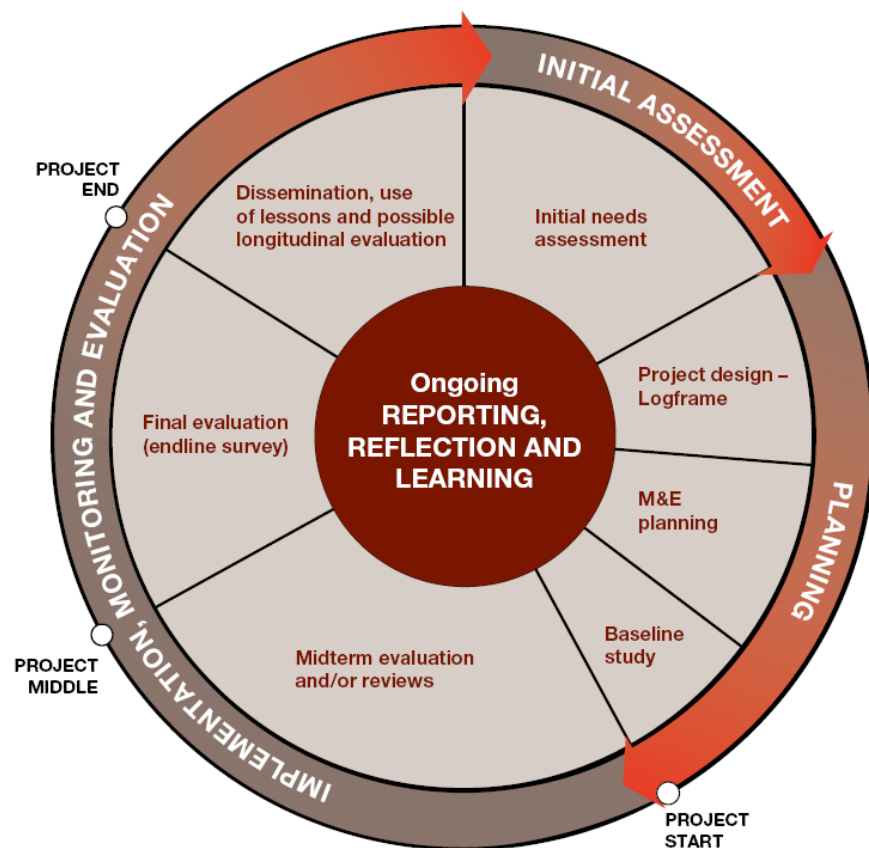 INITIAL ASSESSMENT
PROJECT
END
Dissemination, use
of lessons and possible
longitudinal evaluation
Initial needs
assessment
Project design –
Logframe
PLANNING
M&E
planning
Baseline
study
Ongoing
REPORTING,
REFLECTION AND
LEARNING
Final evaluation
(endline survey)
Midterm evaluation
and/or reviews
IMPLEMENTATION, MONITORING AND EVALUATION
PROJECT
MIDDLE
PROJECT
START